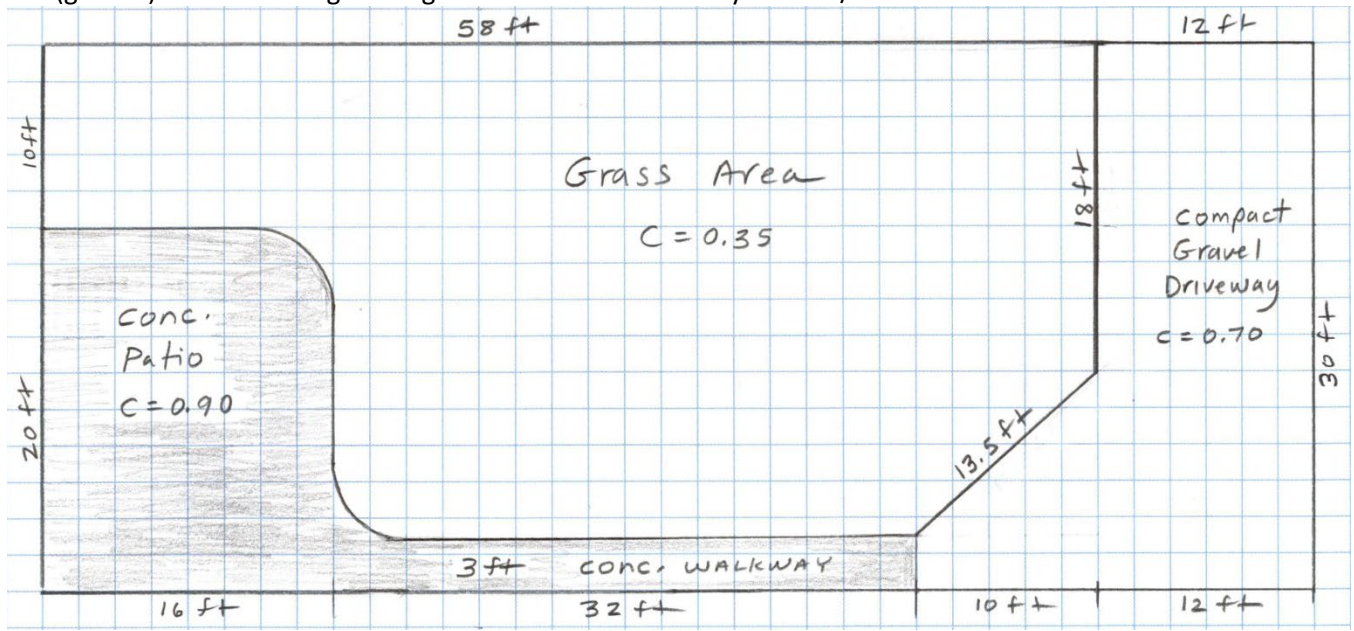 58 ft
12 ft
10ft
Grass Area
C = 0.35
18 ft
Compact
Gravel
Driveway
C = 0.70
conc.
Patio
C = 0.90
20 ft
30 ft
13.5 ft
3 ft conc. WALKWAY
16 ft
32 ft
10 ft
12 ft